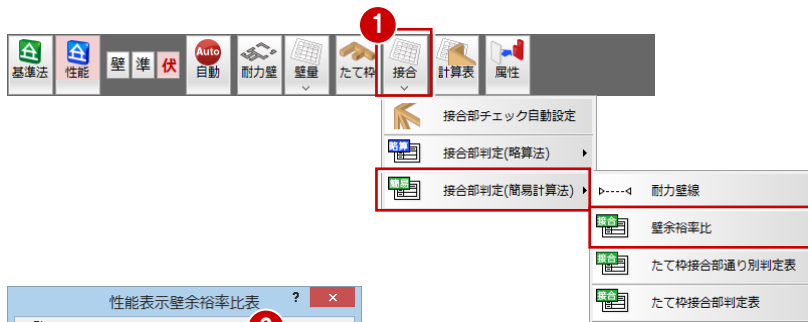 1
基準法 性能 壁 準 伏 Auto 自動 耐力壁 壁量 たて枠 接合 計算表 属性
接合部チェック自動設定
略算 接合部判定(略算法)
簡易 接合部判定(簡易計算法)
耐力壁線
接合 壁余裕率比
接合 たて枠接合部通り別判定表
接合 たて枠接合部判定表
性能表示壁余裕率比表 ? ×